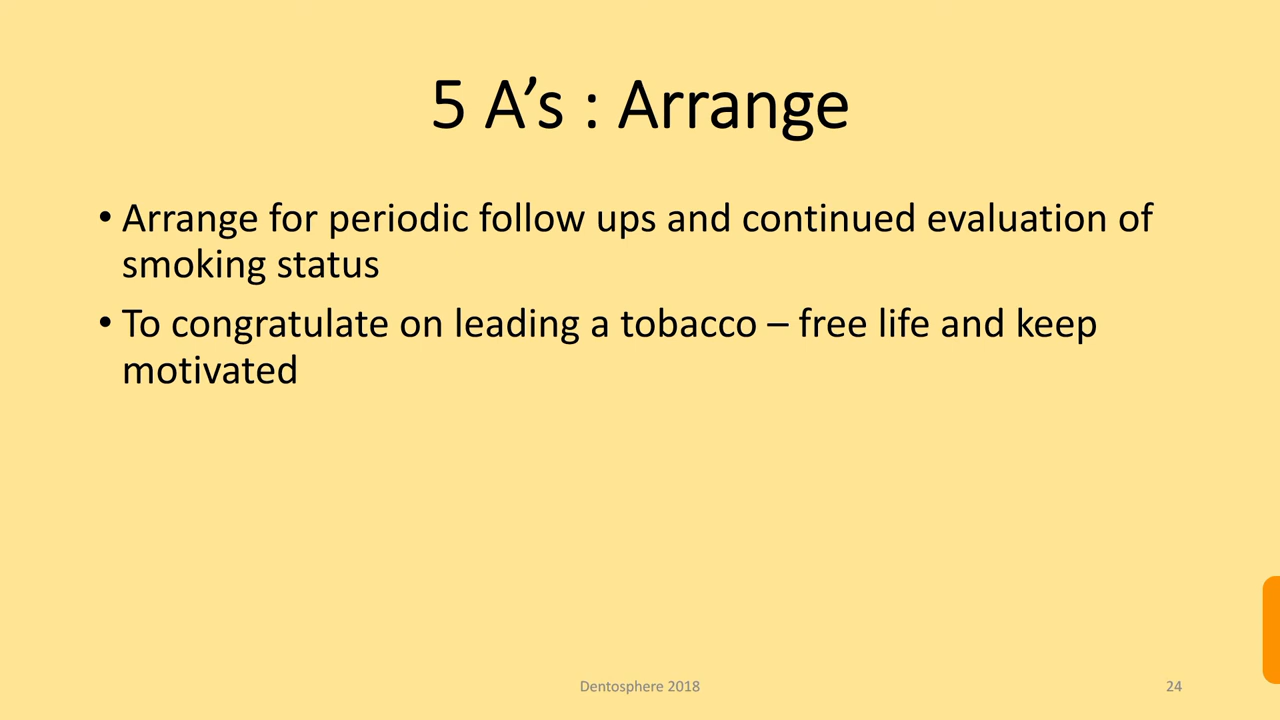 5 A’s : Arrange
• Arrange for periodic follow ups and continued evaluation of
smoking status
• To congratulate on leading a tobacco – free life and keep
motivated
Dentosphere 2018
24